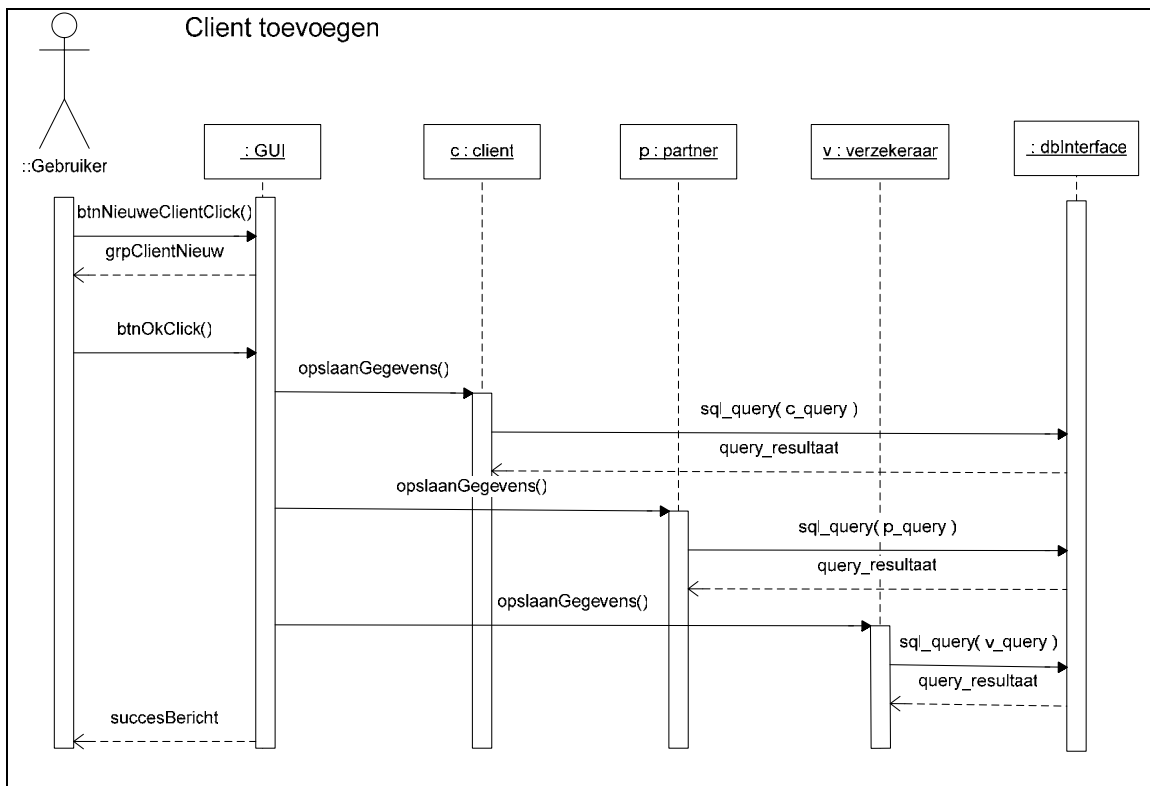 Client toevoegen
::Gebruiker
: GUI
c : client
p : partner
v : verzekeraar
: dbInterface
btnNieuweClientClick()
grpClientNieuw
btnOkClick()
opslaanGegevens()
sql_query( c_query )
query_resultaat
opslaanGegevens()
sql_query( p_query )
query_resultaat
opslaanGegevens()
sql_query( v_query )
query_resultaat
succesBericht